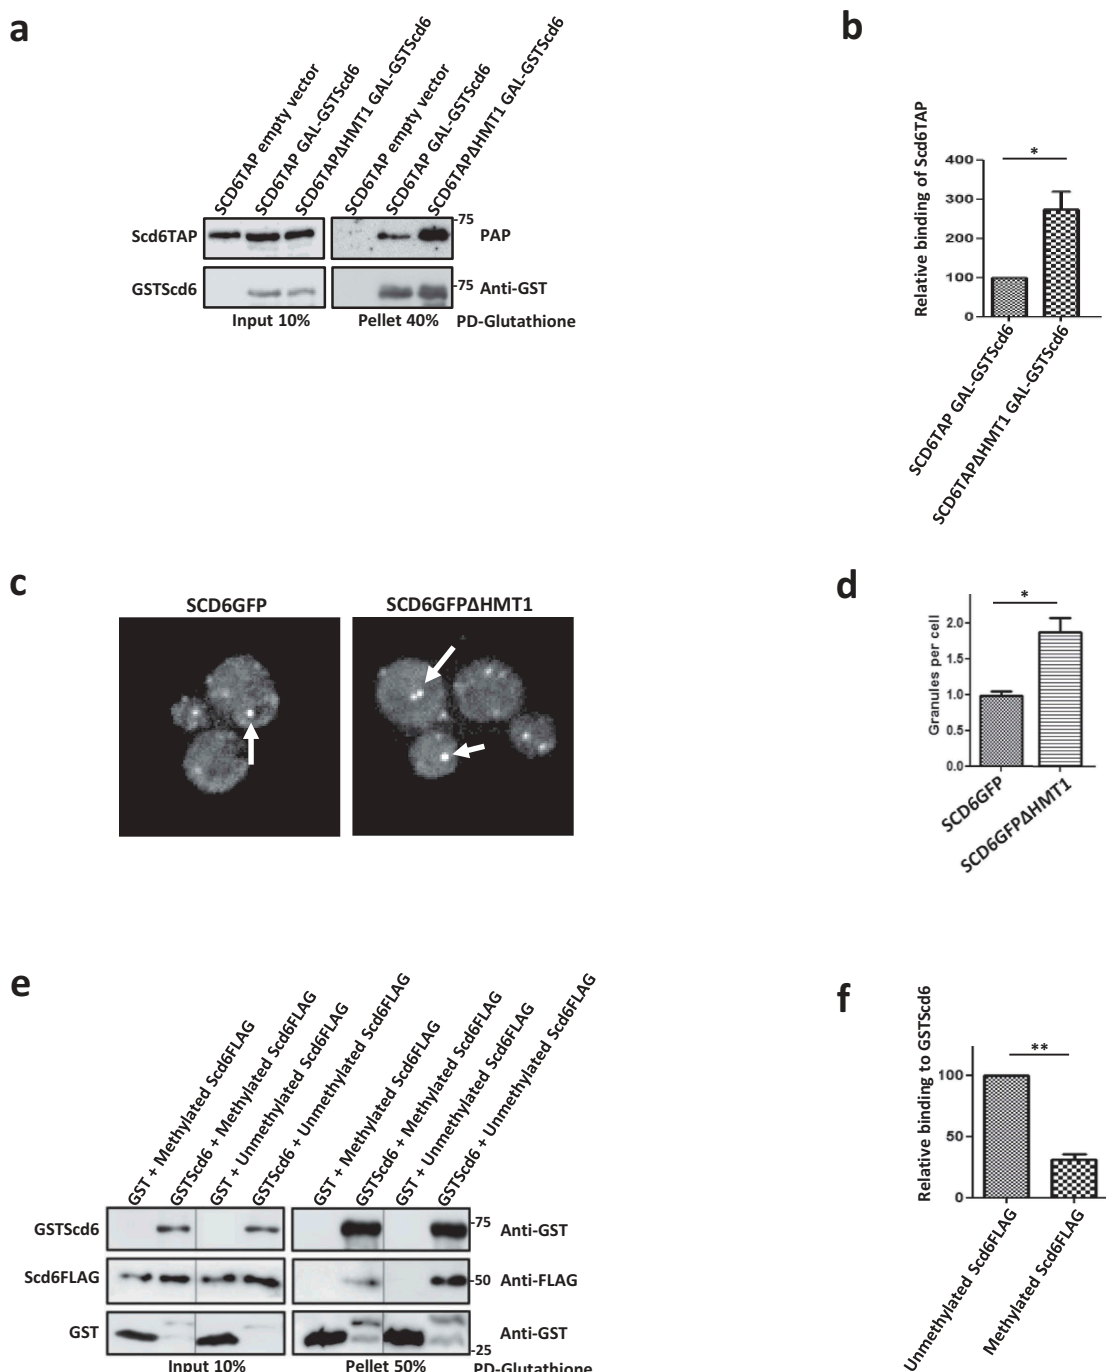 a
SCD6TAP empty vector
SCD6TAP GAL-GSTScd6
SCD6TAPΔHMT1 GAL-GSTScd6
SCD6TAP empty vector
SCD6TAP GAL-GSTScd6
SCD6TAPΔHMT1 GAL-GSTScd6
Scd6TAP
-75
PAP
GSTScd6
-75
Anti-GST
Input 10%
Pellet 40%
PD-Glutathione
b
Relative binding of Scd6TAP
400
300
200
100
0
*
SCD6TAP GAL-GSTScd6
SCD6TAPΔHMT1 GAL-GSTScd6
c
SCD6GFP
SCD6GFPΔHMT1
d
Granules per cell
2.0
1.5
1.0
0.5
0.0
*
SCD6GFP
SCD6GFPΔHMT1
e
GST + Methylated Scd6FLAG
GSTScd6 + Methylated Scd6FLAG
GST + Unmethylated Scd6FLAG
GSTScd6 + Unmethylated Scd6FLAG
GST + Methylated Scd6FLAG
GSTScd6 + Methylated Scd6FLAG
GST + Unmethylated Scd6FLAG
GSTScd6 + Unmethylated Scd6FLAG
GSTScd6
-75
Anti-GST
Scd6FLAG
-50
Anti-FLAG
GST
Anti-GST
-25
Input 10%
Pellet 50%
PD-Glutathione
f
Relative binding to GSTScd6
100
50
0
**
Unmethylated Scd6FLAG
Methylated Scd6FLAG